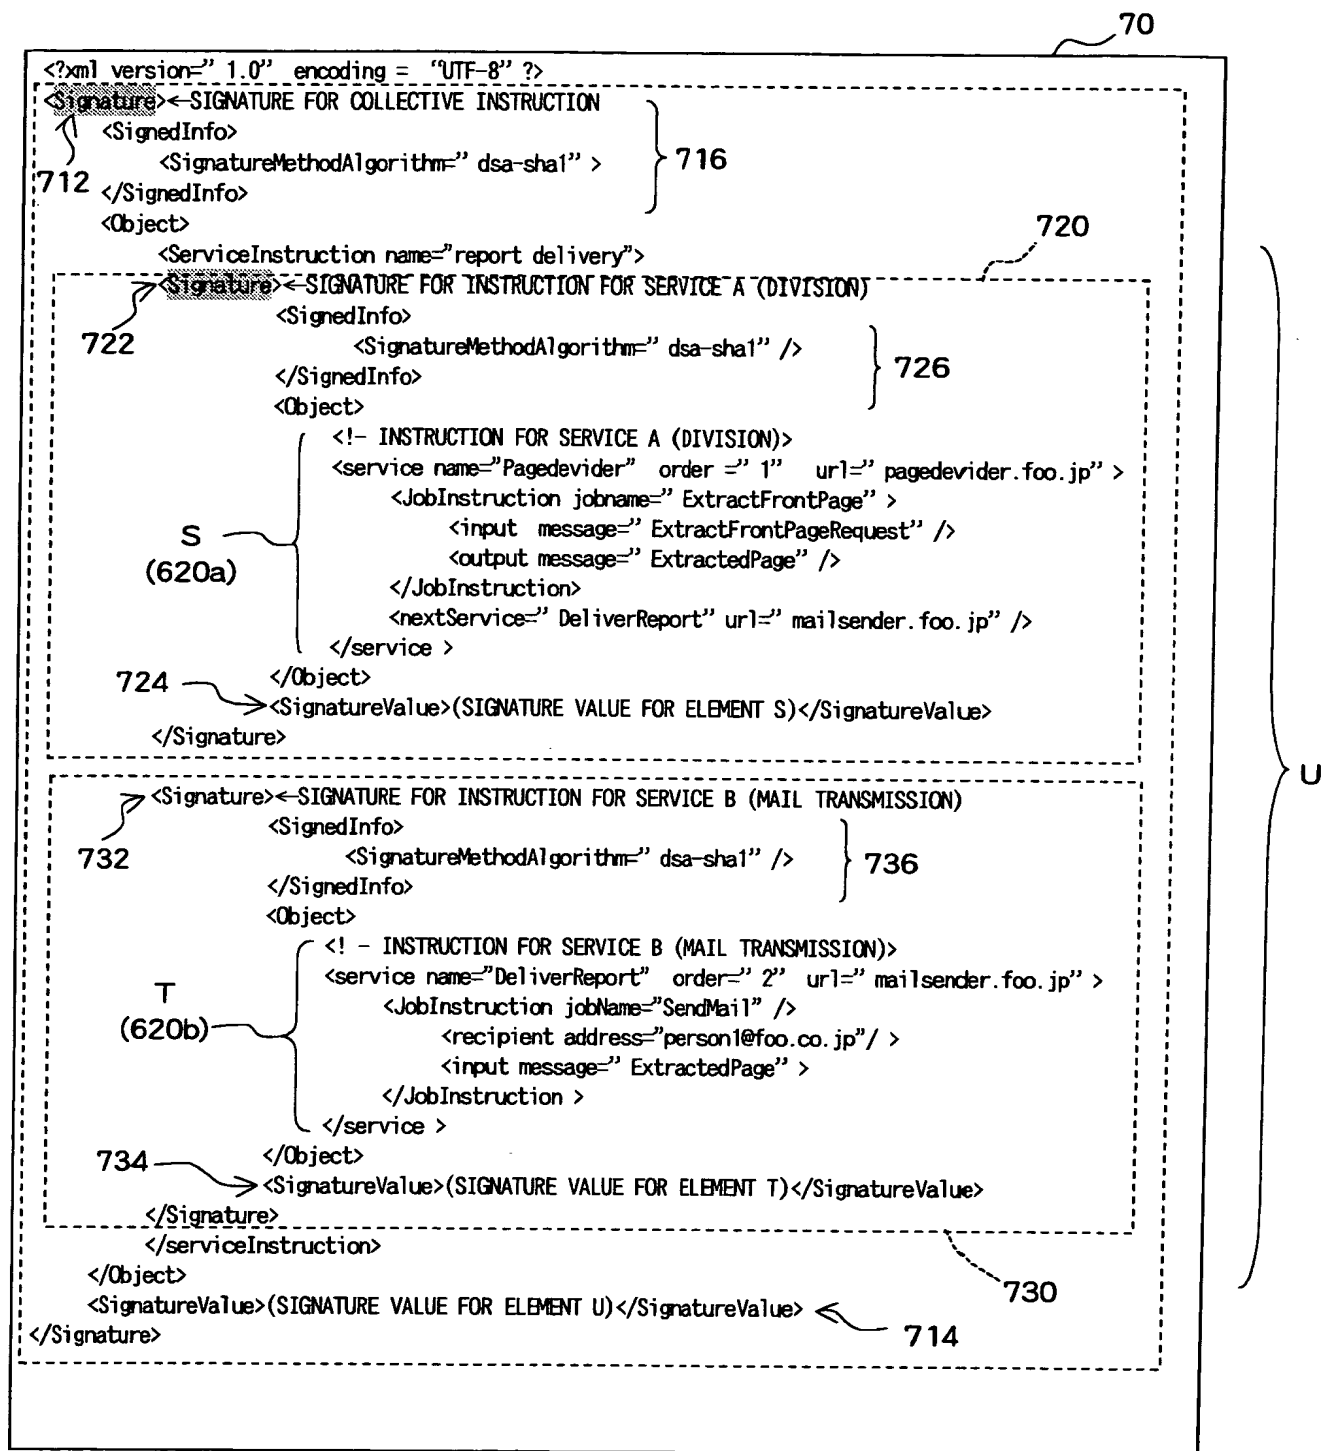 70
<?xml version=” 1.0” encoding = “UTF-8” ?>
<Signature>←SIGNATURE FOR COLLECTIVE INSTRUCTION
<SignedInfo>
<SignatureMethodAlgorithm=” dsa-sha1” >
716
712
</SignedInfo>
<Object>
720
<ServiceInstruction name=”report delivery”>
<Signature>←SIGNATURE FOR INSTRUCTION FOR SERVICE A (DIVISION)
<SignedInfo>
722
<SignatureMethodAlgorithm=” dsa-sha1” />
726
</SignedInfo>
<Object>
<!- INSTRUCTION FOR SERVICE A (DIVISION)>
<service name=”Pagedevider” order =” 1” url=” pagedevider.foo.jp” >
<JobInstruction jobname=” ExtractFrontPage” >
<input message=” ExtractFrontPageRequest” />
S
<output message=” ExtractedPage” />
(620a)
</JobInstruction>
<nextService=” DeliverReport” url=” mailsender.foo.jp” />
</service >
</Object>
724
<SignatureValue>(SIGNATURE VALUE FOR ELEMENT S)</SignatureValue>
</Signature>
U
<Signature>←SIGNATURE FOR INSTRUCTION FOR SERVICE B (MAIL TRANSMISSION)
<SignedInfo>
732
<SignatureMethodAlgorithm=” dsa-sha1” />
736
</SignedInfo>
<Object>
<! - INSTRUCTION FOR SERVICE B (MAIL TRANSMISSION)>
<service name=”DeliverReport” order=” 2” url=” mailsender.foo.jp” >
T
<JobInstruction jobName=”SendMail” />
(620b)
<recipient address=”person1@foo.co.jp”/ >
<input message=” ExtractedPage” >
</JobInstruction >
</service >
</Object>
734
<SignatureValue>(SIGNATURE VALUE FOR ELEMENT T)</SignatureValue>
</Signature>
</serviceInstruction>
</Object>
730
<SignatureValue>(SIGNATURE VALUE FOR ELEMENT U)</SignatureValue>
714
</Signature>